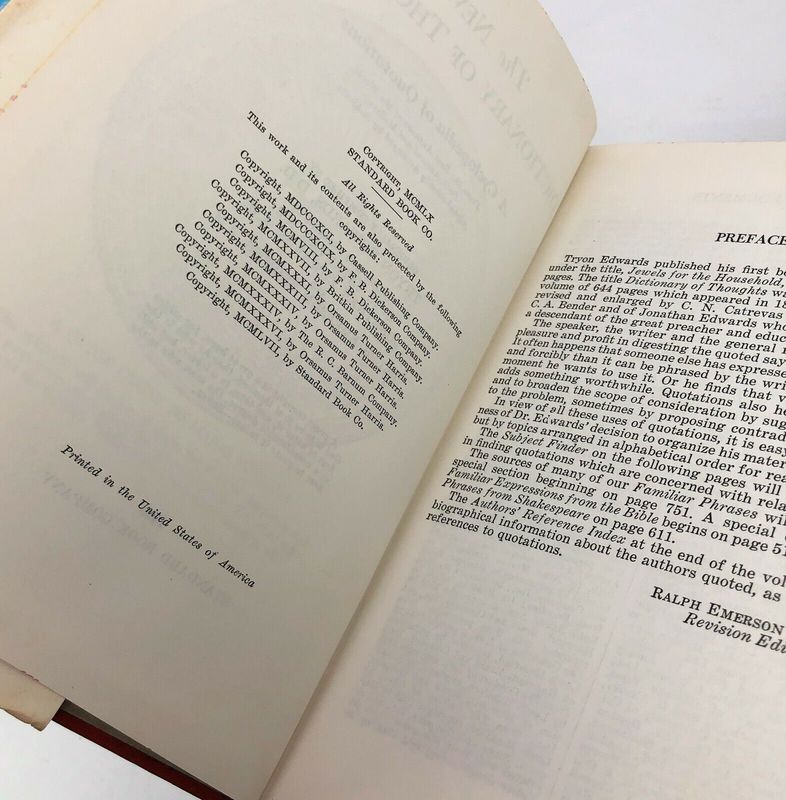 COPYRIGHT, MCMLX
STANDARD BOOK CO.
All Rights Reserved
This work and its contents are also protected by the following
copyrights.
Copyright, MDCCCXCI, by Cassell Publishing Company.
Copyright, MDCCCXCIX, by F. B. Dickerson Company.
Copyright, MCMVIII, by F. B. Dickerson Company.
Copyright, MCMXXVII, by Britkin Publishing Company.
Copyright, MCMXXXI, by Orsamus Turner Harris.
Copyright, MCMXXXIII, by Orsamus Turner Harris.
Copyright, MCMXXXIV, by The R. C. Barnum Company.
Copyright, MCMXXXVI, by Orsamus Turner Harris.
Copyright, MCMLVII, by Standard Book Co.
Printed in the United States of America
PREFACE
Tryon Edwards published his first
under the title, Jewels for the Household,
pages. The title Dictionary of Thoughts
volume of 644 pages which appeared in
revised and enlarged by C. N. Catrevas
C. A. Bender and of Jonathan Edwards who
a descendant of the great preacher and
The speaker, the writer and the general
pleasure and profit in digesting the quoted
It often happens that someone else has
and forcibly than it can be phrased by the
moment he wants to use it. Or he finds that
adds something worthwhile. Quotations also
and to broaden the scope of consideration by
to the problem, sometimes by proposing
In view of all these uses of quotations, it is
ness of Dr. Edwards' decision to organize his
but by topics arranged in alphabetical order for
The Subject Finder on the following pages will
in finding quotations which are concerned with
The sources of many of our Familiar Phrases
special section beginning on page 751. A special
Familiar Expressions from the Bible begins on page
Phrases from Shakespeare on page 611.
The Authors' Reference Index at the end of the
biographical information about the authors quoted, as
references to quotations.
RALPH EMERSON
Revision